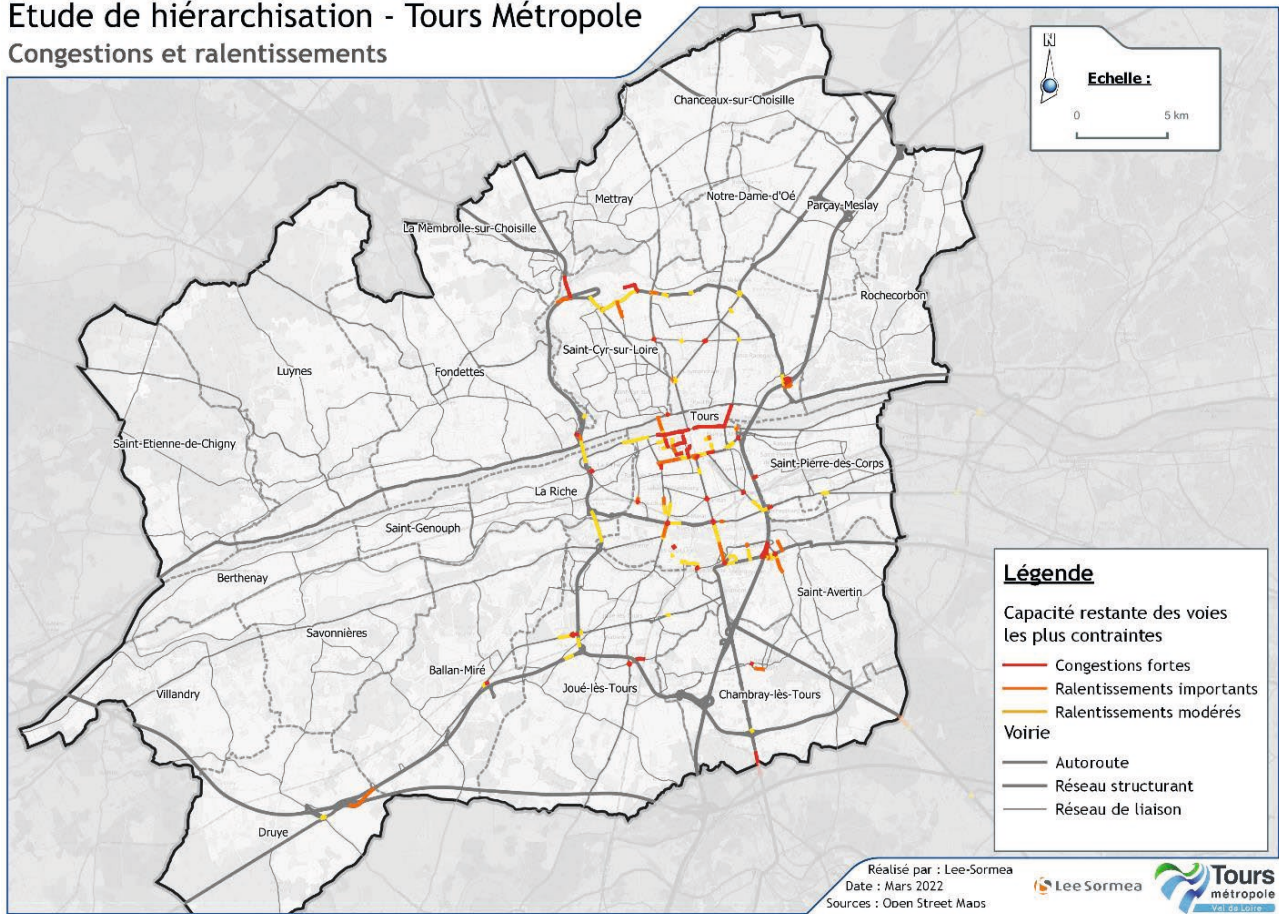 Etude de hiérarchisation - Tours Métropole
Congestions et ralentissements
N
Echelle :
0 5 km
Chanceaux-sur-Choisille
Mettray
Notre-Dame-d'Oé
Parçay-Meslay
La Membrolle-sur-Choisille
Rochecorbon
Saint-Cyr-sur-Loire
Luynes
Fondettes
Tours
Saint-Etienne-de-Chigny
Saint-Pierre-des-Corps
La Riche
Saint-Genouph
Berthenay
Saint-Avertin
Savonnières
Ballan-Miré
Villandry
Joué-lès-Tours
Chambray-lès-Tours
Druye
Légende
Capacité restante des voies
les plus contraintes
Congestions fortes
Ralentissements importants
Ralentissements modérés
Voirie
Autoroute
Réseau structurant
Réseau de liaison
Réalisé par : Lee-Sormea
Date : Mars 2022
Sources : Open Street Maps
Lee Sormea
Tours
métropole
Val de Loire